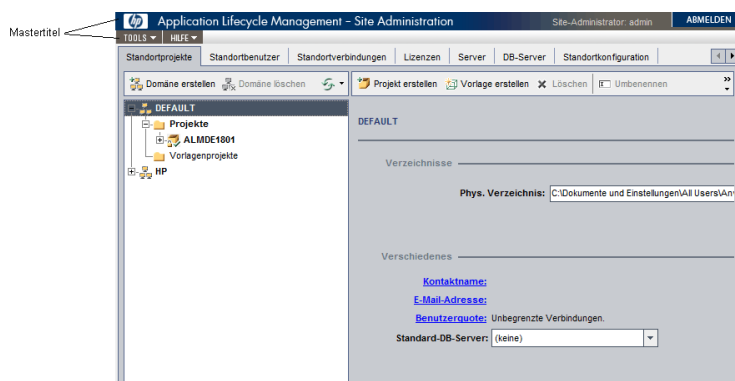 Mastertitel
hp Application Lifecycle Management – Site Administration Site-Administrator: admin ABMELDEN
TOOLS HILFE
Standortprojekte Standortbenutzer Standortverbindungen Lizenzen Server DB-Server Standortkonfiguration
Domäne erstellen Domäne löschen Projekt erstellen Vorlage erstellen Löschen Umbenennen
DEFAULT
Projekte
ALMDE1801
Vorlagenprojekte
HP
DEFAULT
Verzeichnisse
Phys. Verzeichnis: C:\Dokumente und Einstellungen\All Users\An
Verschiedenes
Kontaktname:
E-Mail-Adresse:
Benutzerquote: Unbegrenzte Verbindungen.
Standard-DB-Server: (keine)